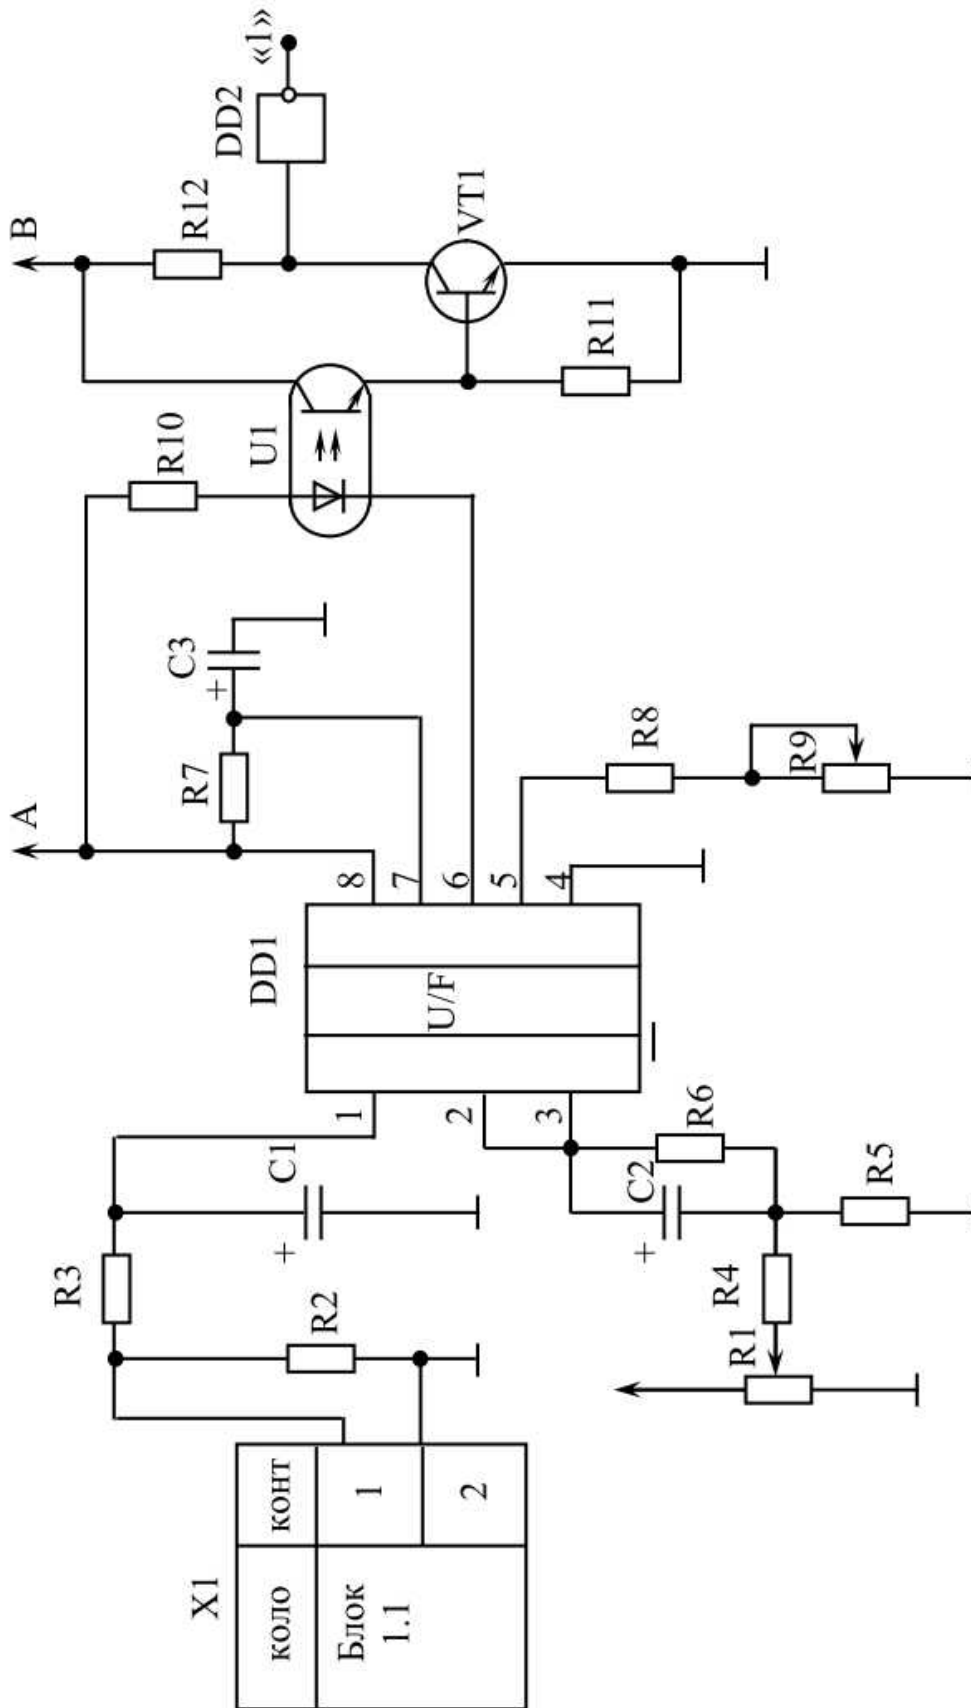 X1
коло
конт
Блок
1.1
1
2
R3
R2
C1
+
R1
R4
C2
+
R6
R5
DD1
U/F
1
2
3
8
7
6
5
4
A
R7
C3
+
R8
R9
R10
U1
B
R12
R11
VT1
DD2
«1»